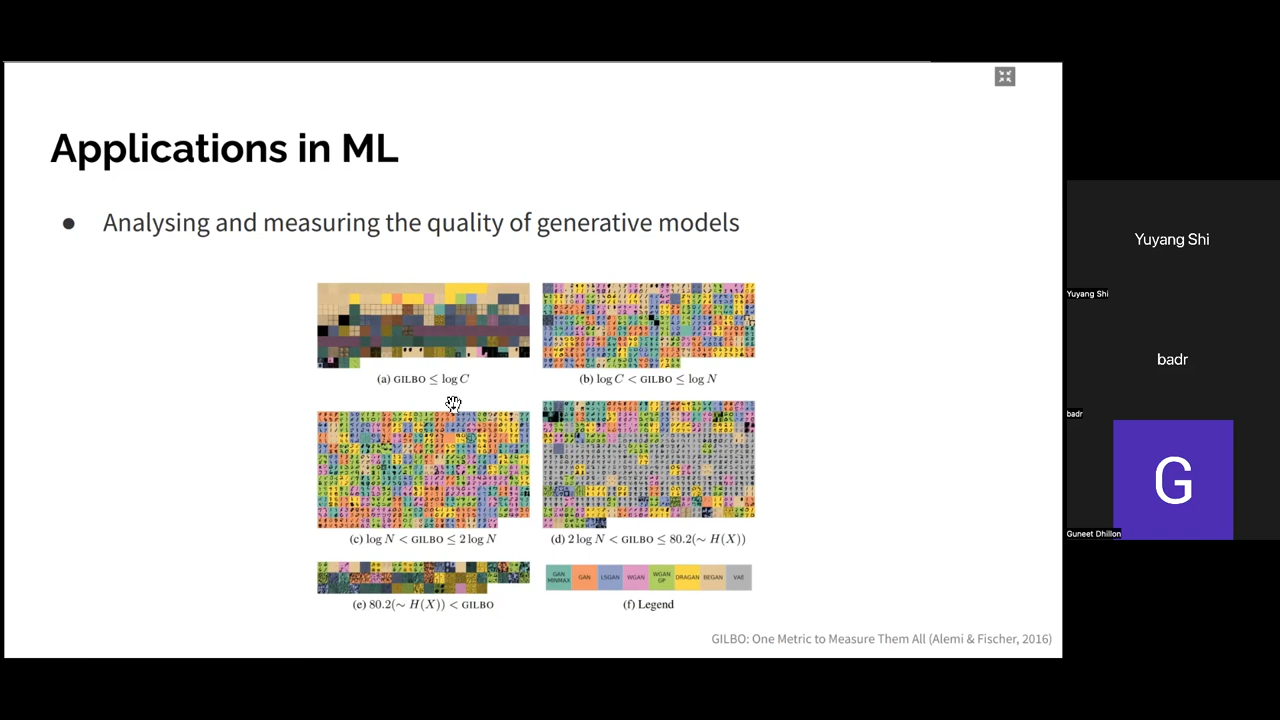 Applications in ML
● Analysing and measuring the quality of generative models
(a) GILBO ≤ log C
(b) log C < GILBO ≤ log N
(c) log N < GILBO ≤ 2 log N
(d) 2 log N < GILBO ≤ 80.2(∼ H(X))
(e) 80.2(∼ H(X)) < GILBO
GAN MINMAX
GAN
LSGAN
WGAN
WGAN GP
DRAGAN
BEGAN
VAE
(f) Legend
GILBO: One Metric to Measure Them All (Alemi & Fischer, 2016)
Yuyang Shi
Yuyang Shi
badr
badr
G
Guneet Dhillon